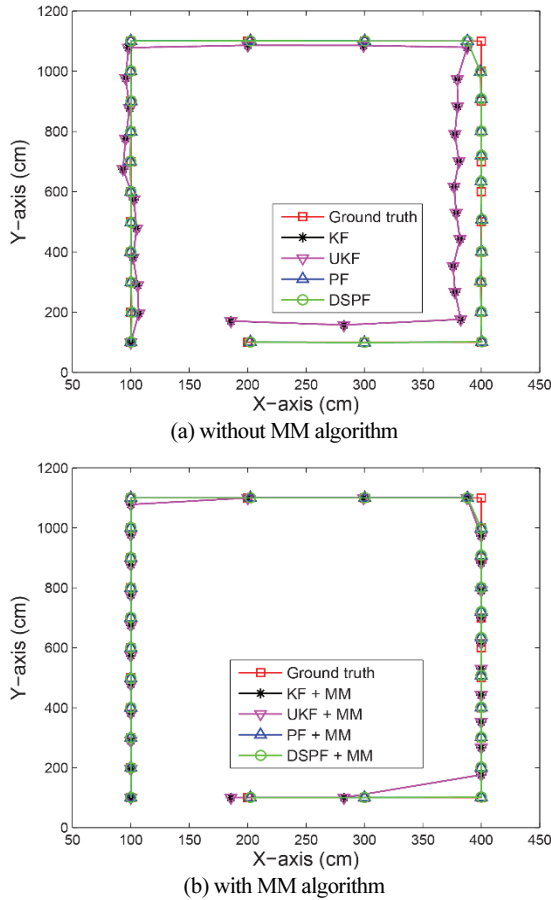 1200
1000
800
600
400
200
0
Y-axis (cm)
Ground truth
KF
UKF
PF
DSPF
50 100 150 200 250 300 350 400 450
X-axis (cm)
(a) without MM algorithm
1200
1000
800
600
400
200
0
Y-axis (cm)
Ground truth
KF + MM
UKF + MM
PF + MM
DSPF + MM
50 100 150 200 250 300 350 400 450
X-axis (cm)
(b) with MM algorithm